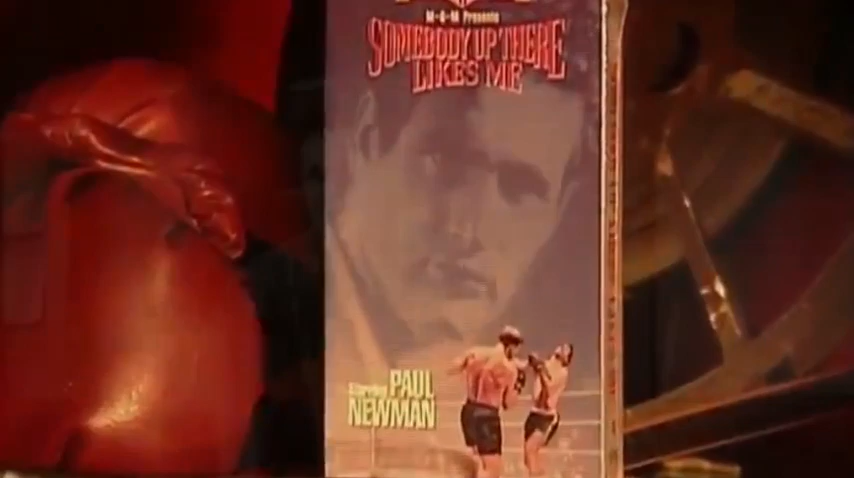 M-G-M Presents
SOMEBODY UP THERE
LIKES ME
Starring PAUL
NEWMAN